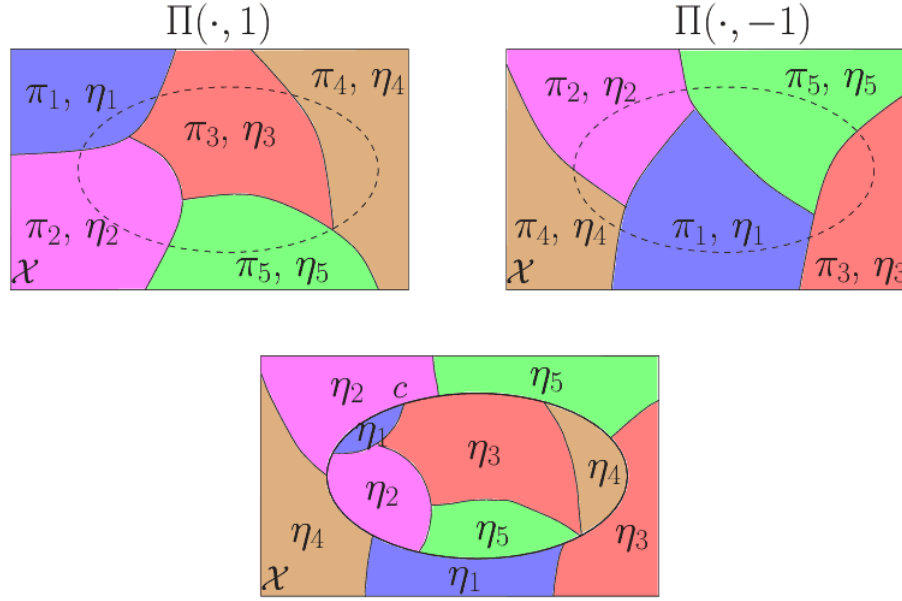 Π(·, 1)
Π(·, −1)
π₁, η₁
π₄, η₄
π₃, η₃
π₂, η₂
π₅, η₅
𝒳
π₂, η₂
π₅, η₅
π₄, η₄
π₁, η₁
π₃, η₃
𝒳
η₂
c
η₅
η₁
η₃
η₄
η₂
η₅
η₄
η₃
η₁
𝒳